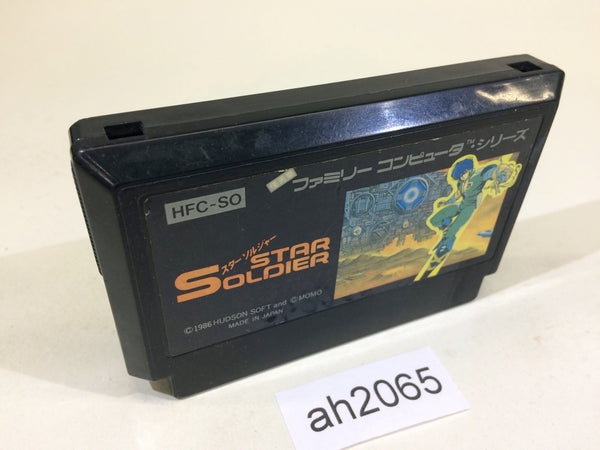 ファミリー コンピュータ™シリーズ
HFC-SO
スターソルジャー
STAR
SOLDIER
©1986 HUDSON SOFT and ©MOMO
MADE IN JAPAN
ah2065